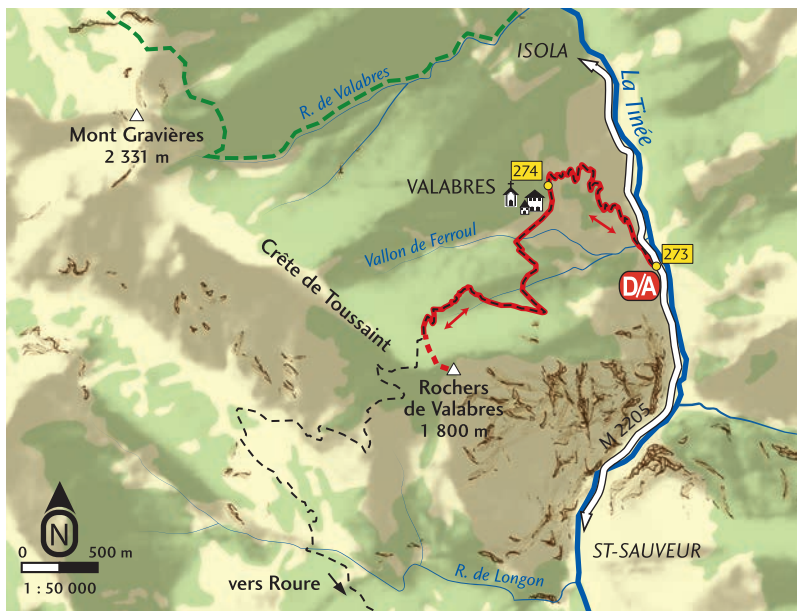 ISOLA
La Tinée
R. de Valabres
Mont Gravières
2 331 m
274
VALABRES
Vallon de Ferroul
273
D/A
Crête de Toussaint
Rochers
de Valabres
1 800 m
M 2205
N
0 500 m
1 : 50 000
ST-SAUVEUR
R. de Longon
vers Roure